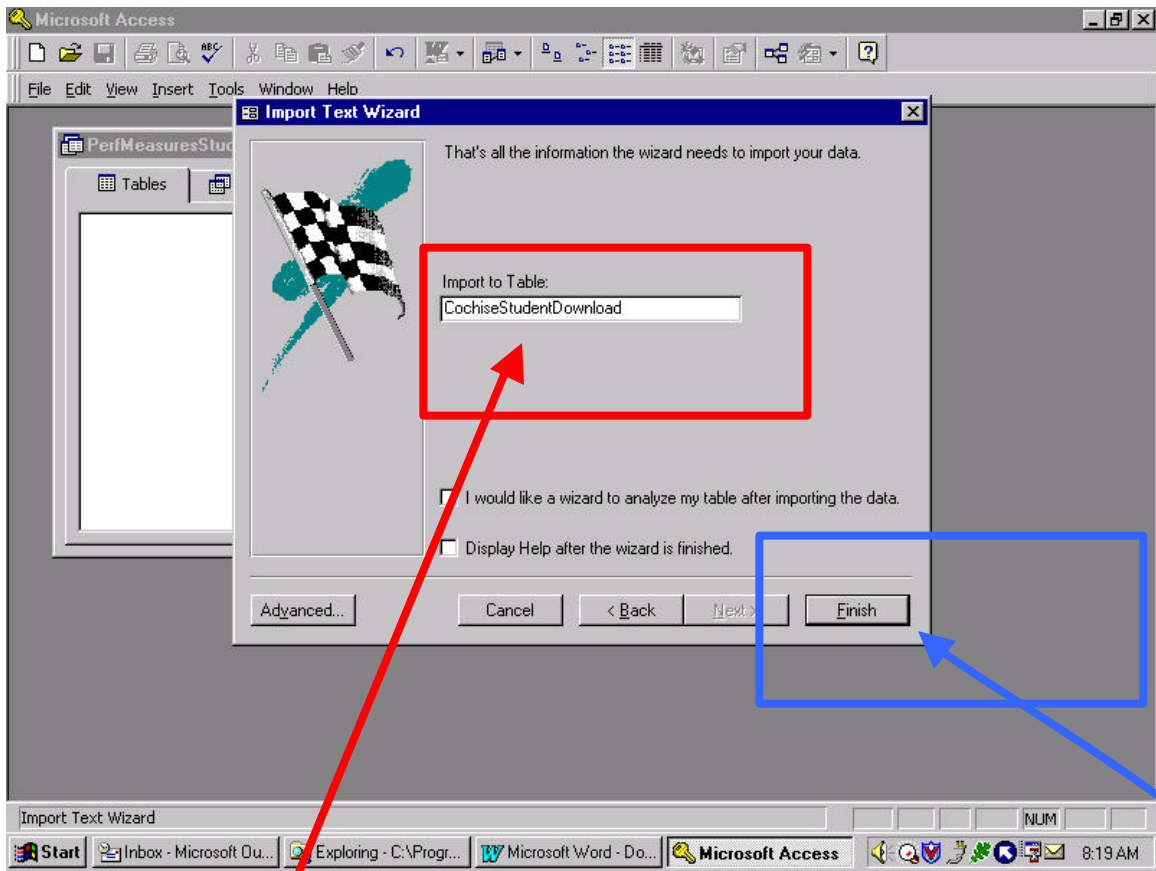 Microsoft Access
ABC
File Edit View Insert Tools Window Help
Import Text Wizard
PerfMeasuresStud
Tables
That's all the information the wizard needs to import your data.
Import to Table:
CochiseStudentDownload
I would like a wizard to analyze my table after importing the data.
Display Help after the wizard is finished.
Advanced... Cancel < Back Next > Finish
Import Text Wizard NUM
Start Inbox - Microsoft Ou... Exploring - C:\Progr... Microsoft Word - Do... Microsoft Access 8:19 AM